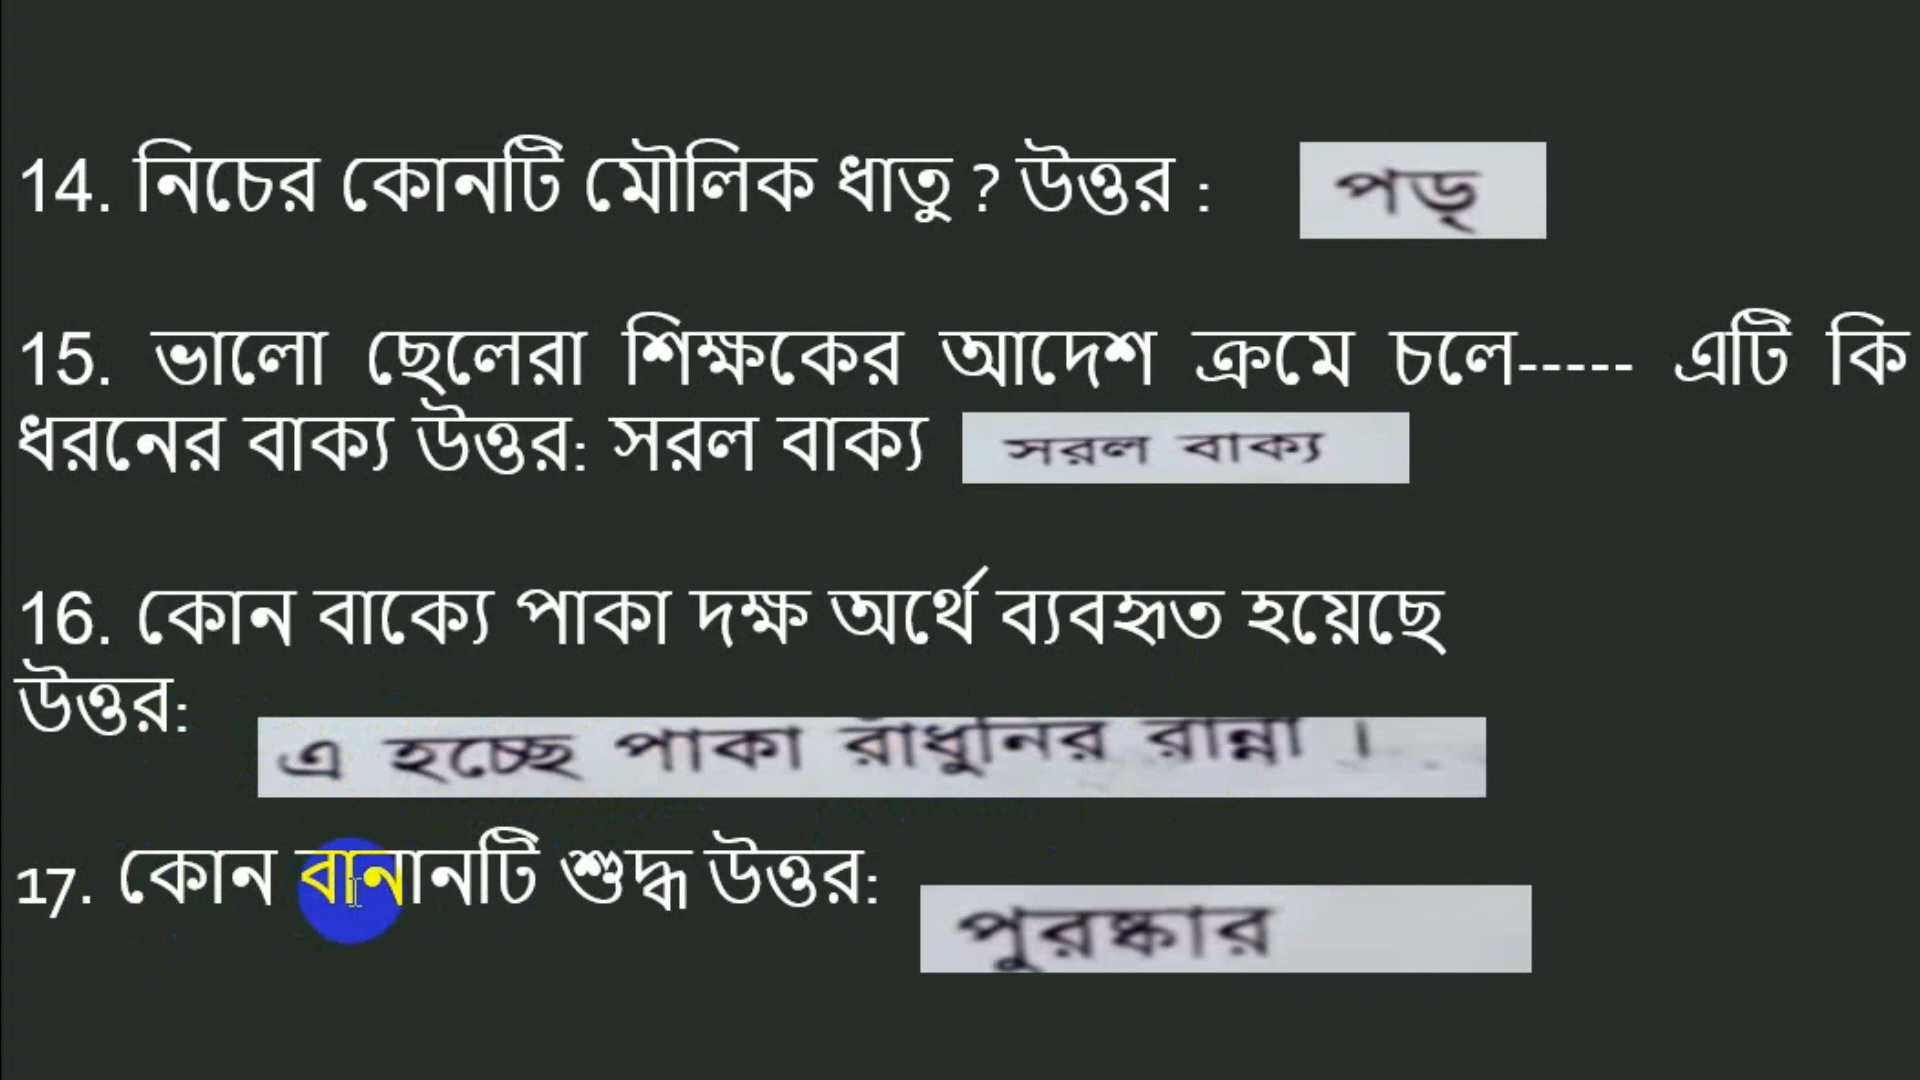 14. নিচের কোনটি মৌলিক ধাতু ? উত্তর : পড়্
15. ভালো ছেলেরা শিক্ষকের আদেশ ক্রমে চলে----- এটি কি
ধরনের বাক্য উত্তর: সরল বাক্য সরল বাক্য
16. কোন বাক্যে পাকা দক্ষ অর্থে ব্যবহৃত হয়েছে
উত্তর:
এ হচ্ছে পাকা রাঁধুনির রান্না ।
17. কোন বানানটি শুদ্ধ উত্তর:
পুরষ্কার